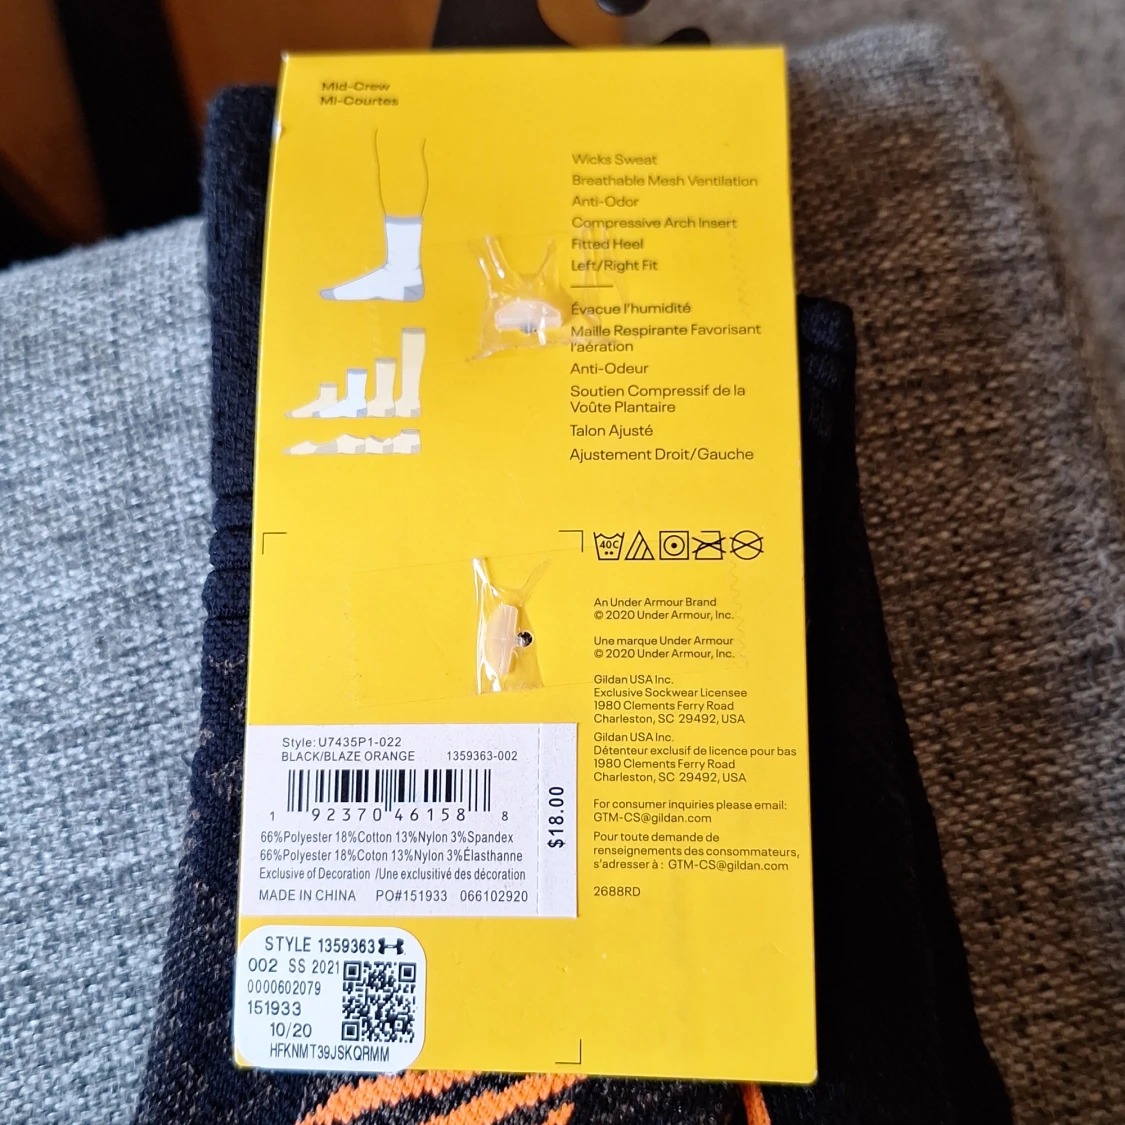 Mid-Crew
Mi-Courtes
Wicks Sweat
Breathable Mesh Ventilation
Anti-Odor
Compressive Arch Insert
Fitted Heel
Left/Right Fit
Évacue l'humidité
Maille Respirante Favorisant
l'aération
Anti-Odeur
Soutien Compressif de la
Voûte Plantaire
Talon Ajusté
Ajustement Droit/Gauche
40C
An Under Armour Brand
© 2020 Under Armour, Inc.
Une marque Under Armour
© 2020 Under Armour, Inc.
Gildan USA Inc.
Exclusive Sockwear Licensee
1980 Clements Ferry Road
Charleston, SC 29492, USA
Gildan USA Inc.
Détenteur exclusif de licence pour bas
1980 Clements Ferry Road
Charleston, SC 29492, USA
For consumer inquiries please email:
GTM-CS@gildan.com
Pour toute demande de
renseignements des consommateurs,
s'adresser à : GTM-CS@gildan.com
2688RD
Style: U7435P1-022
BLACK/BLAZE ORANGE 1359363-002
1 92370 46158 8
66%Polyester 18%Cotton 13%Nylon 3%Spandex
66%Polyester 18%Coton 13%Nylon 3%Élasthanne
Exclusive of Decoration /Une exclusitivé des décoration
MADE IN CHINA PO#151933 066102920
$18.00
STYLE 1359363
002 SS 2021
0000602079
151933
10/20
HFKNMT39JSKQRMM